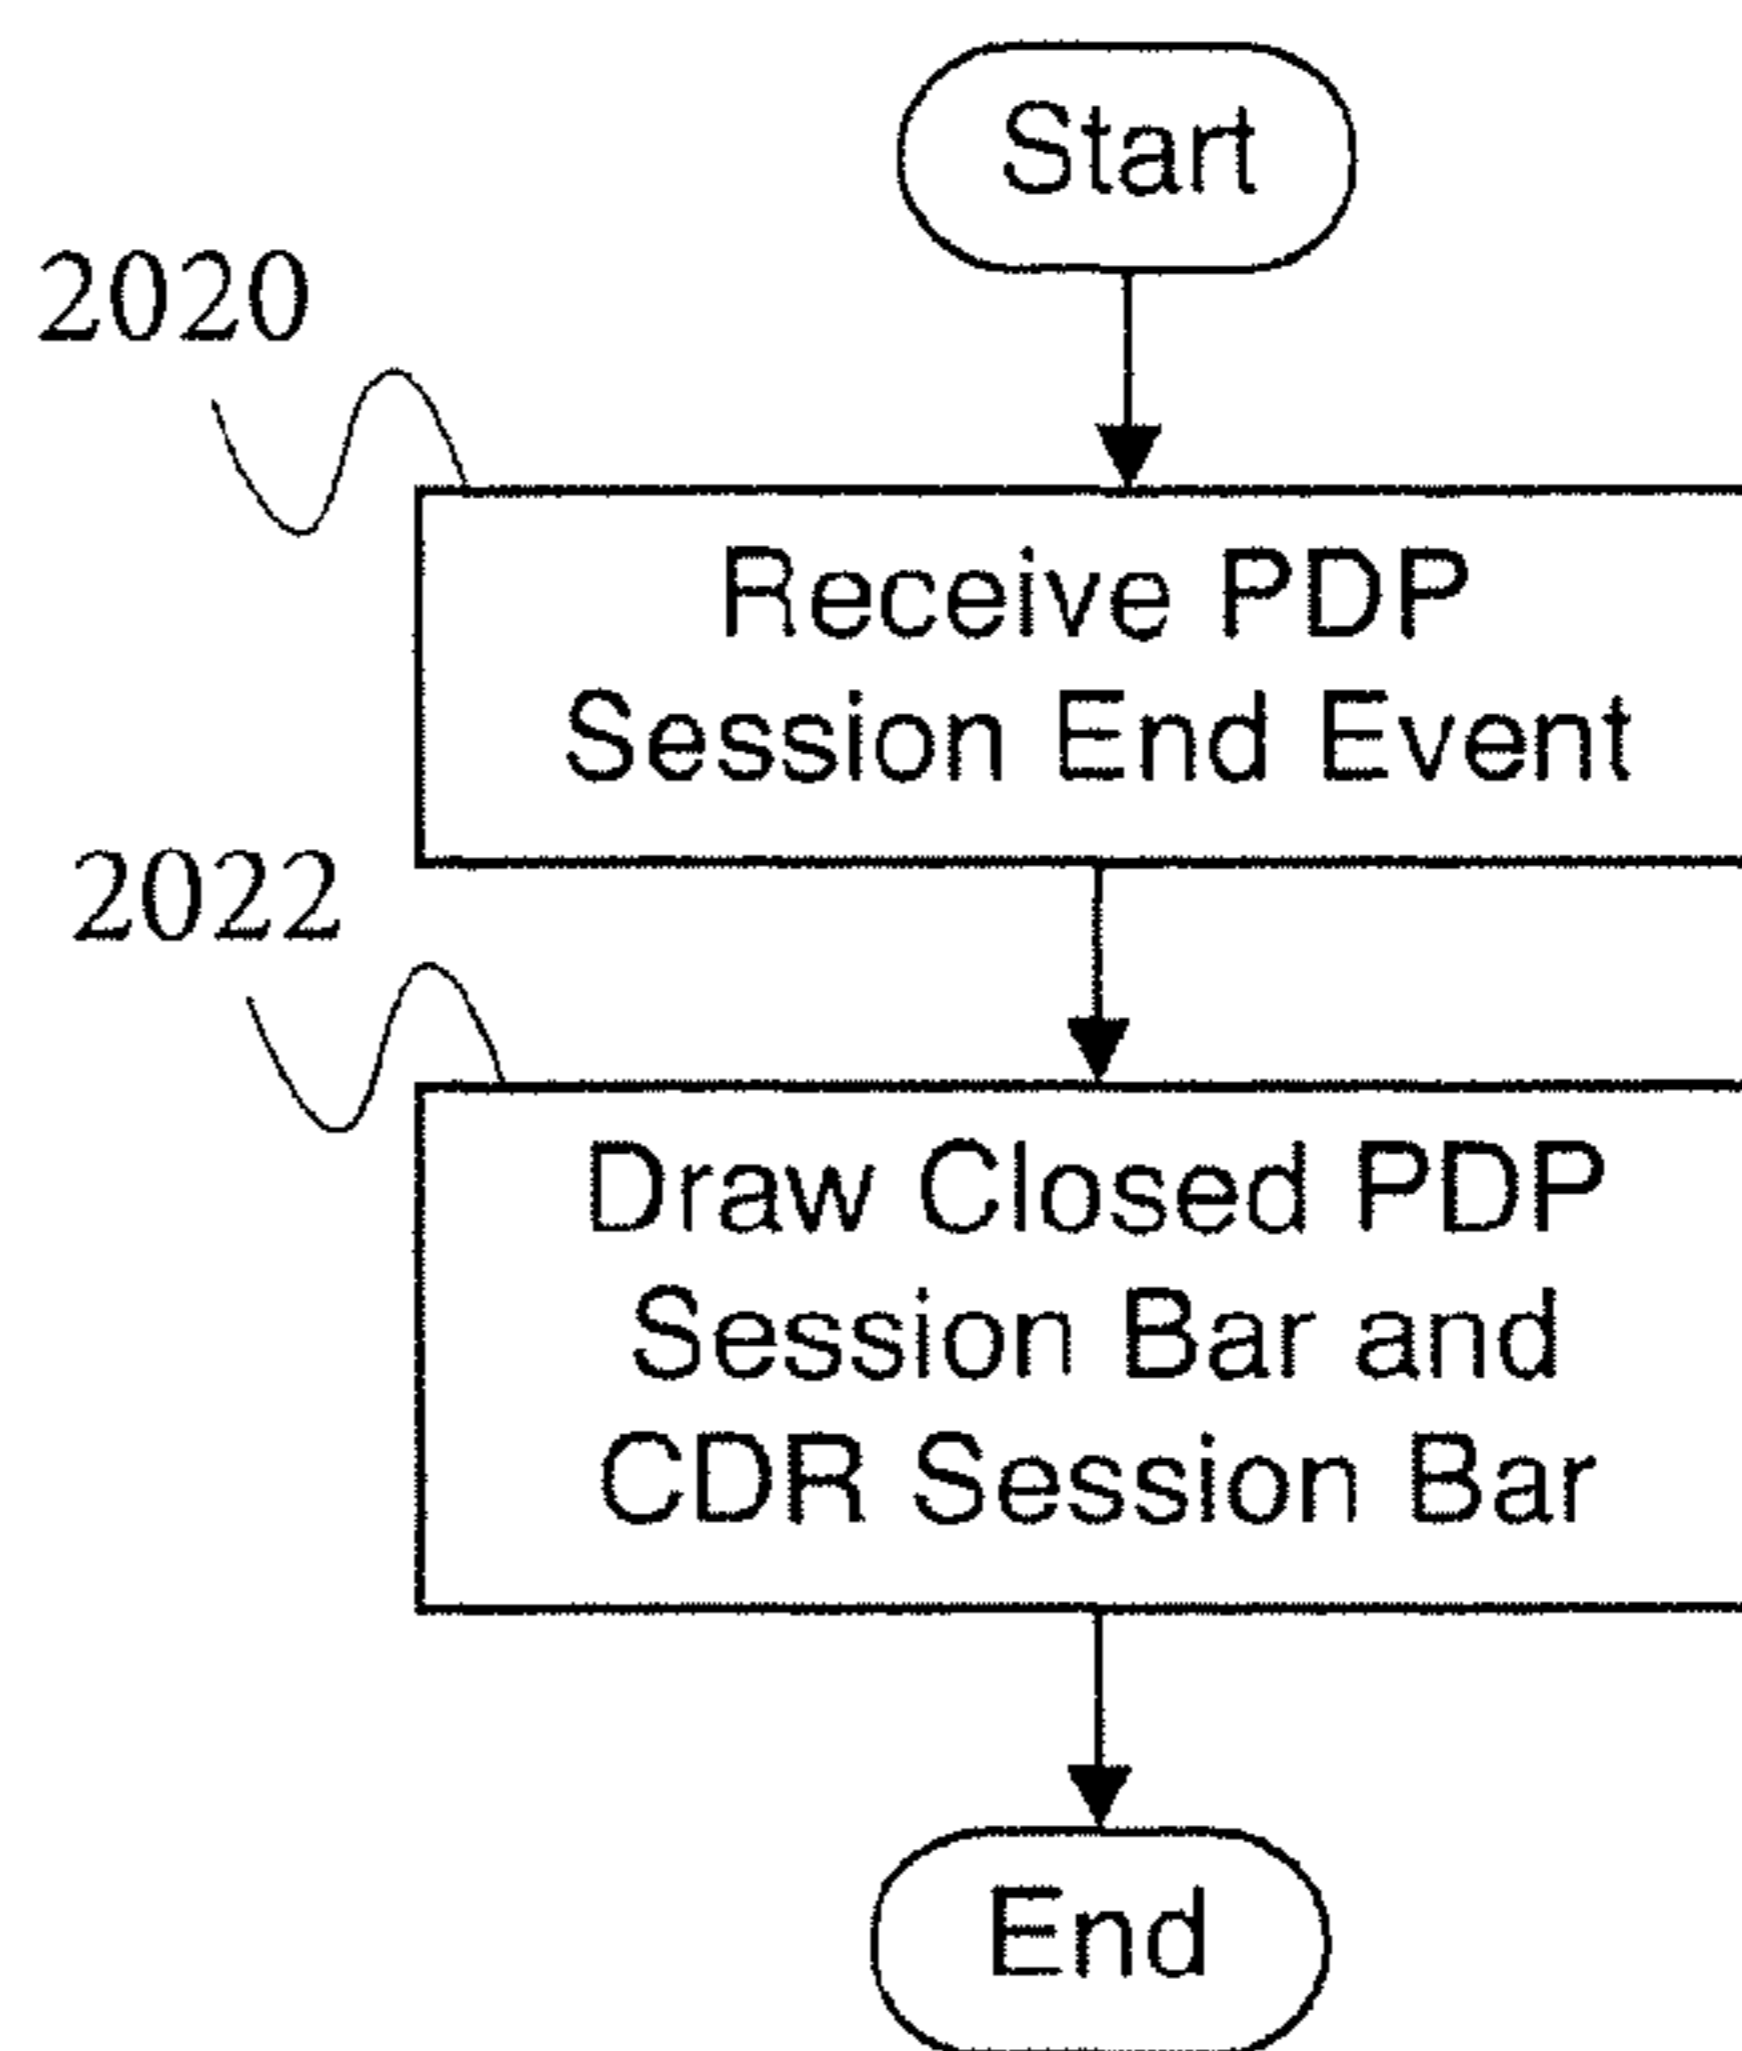 Start
2020
Receive PDP
Session End Event
2022
Draw Closed PDP
Session Bar and
CDR Session Bar
End